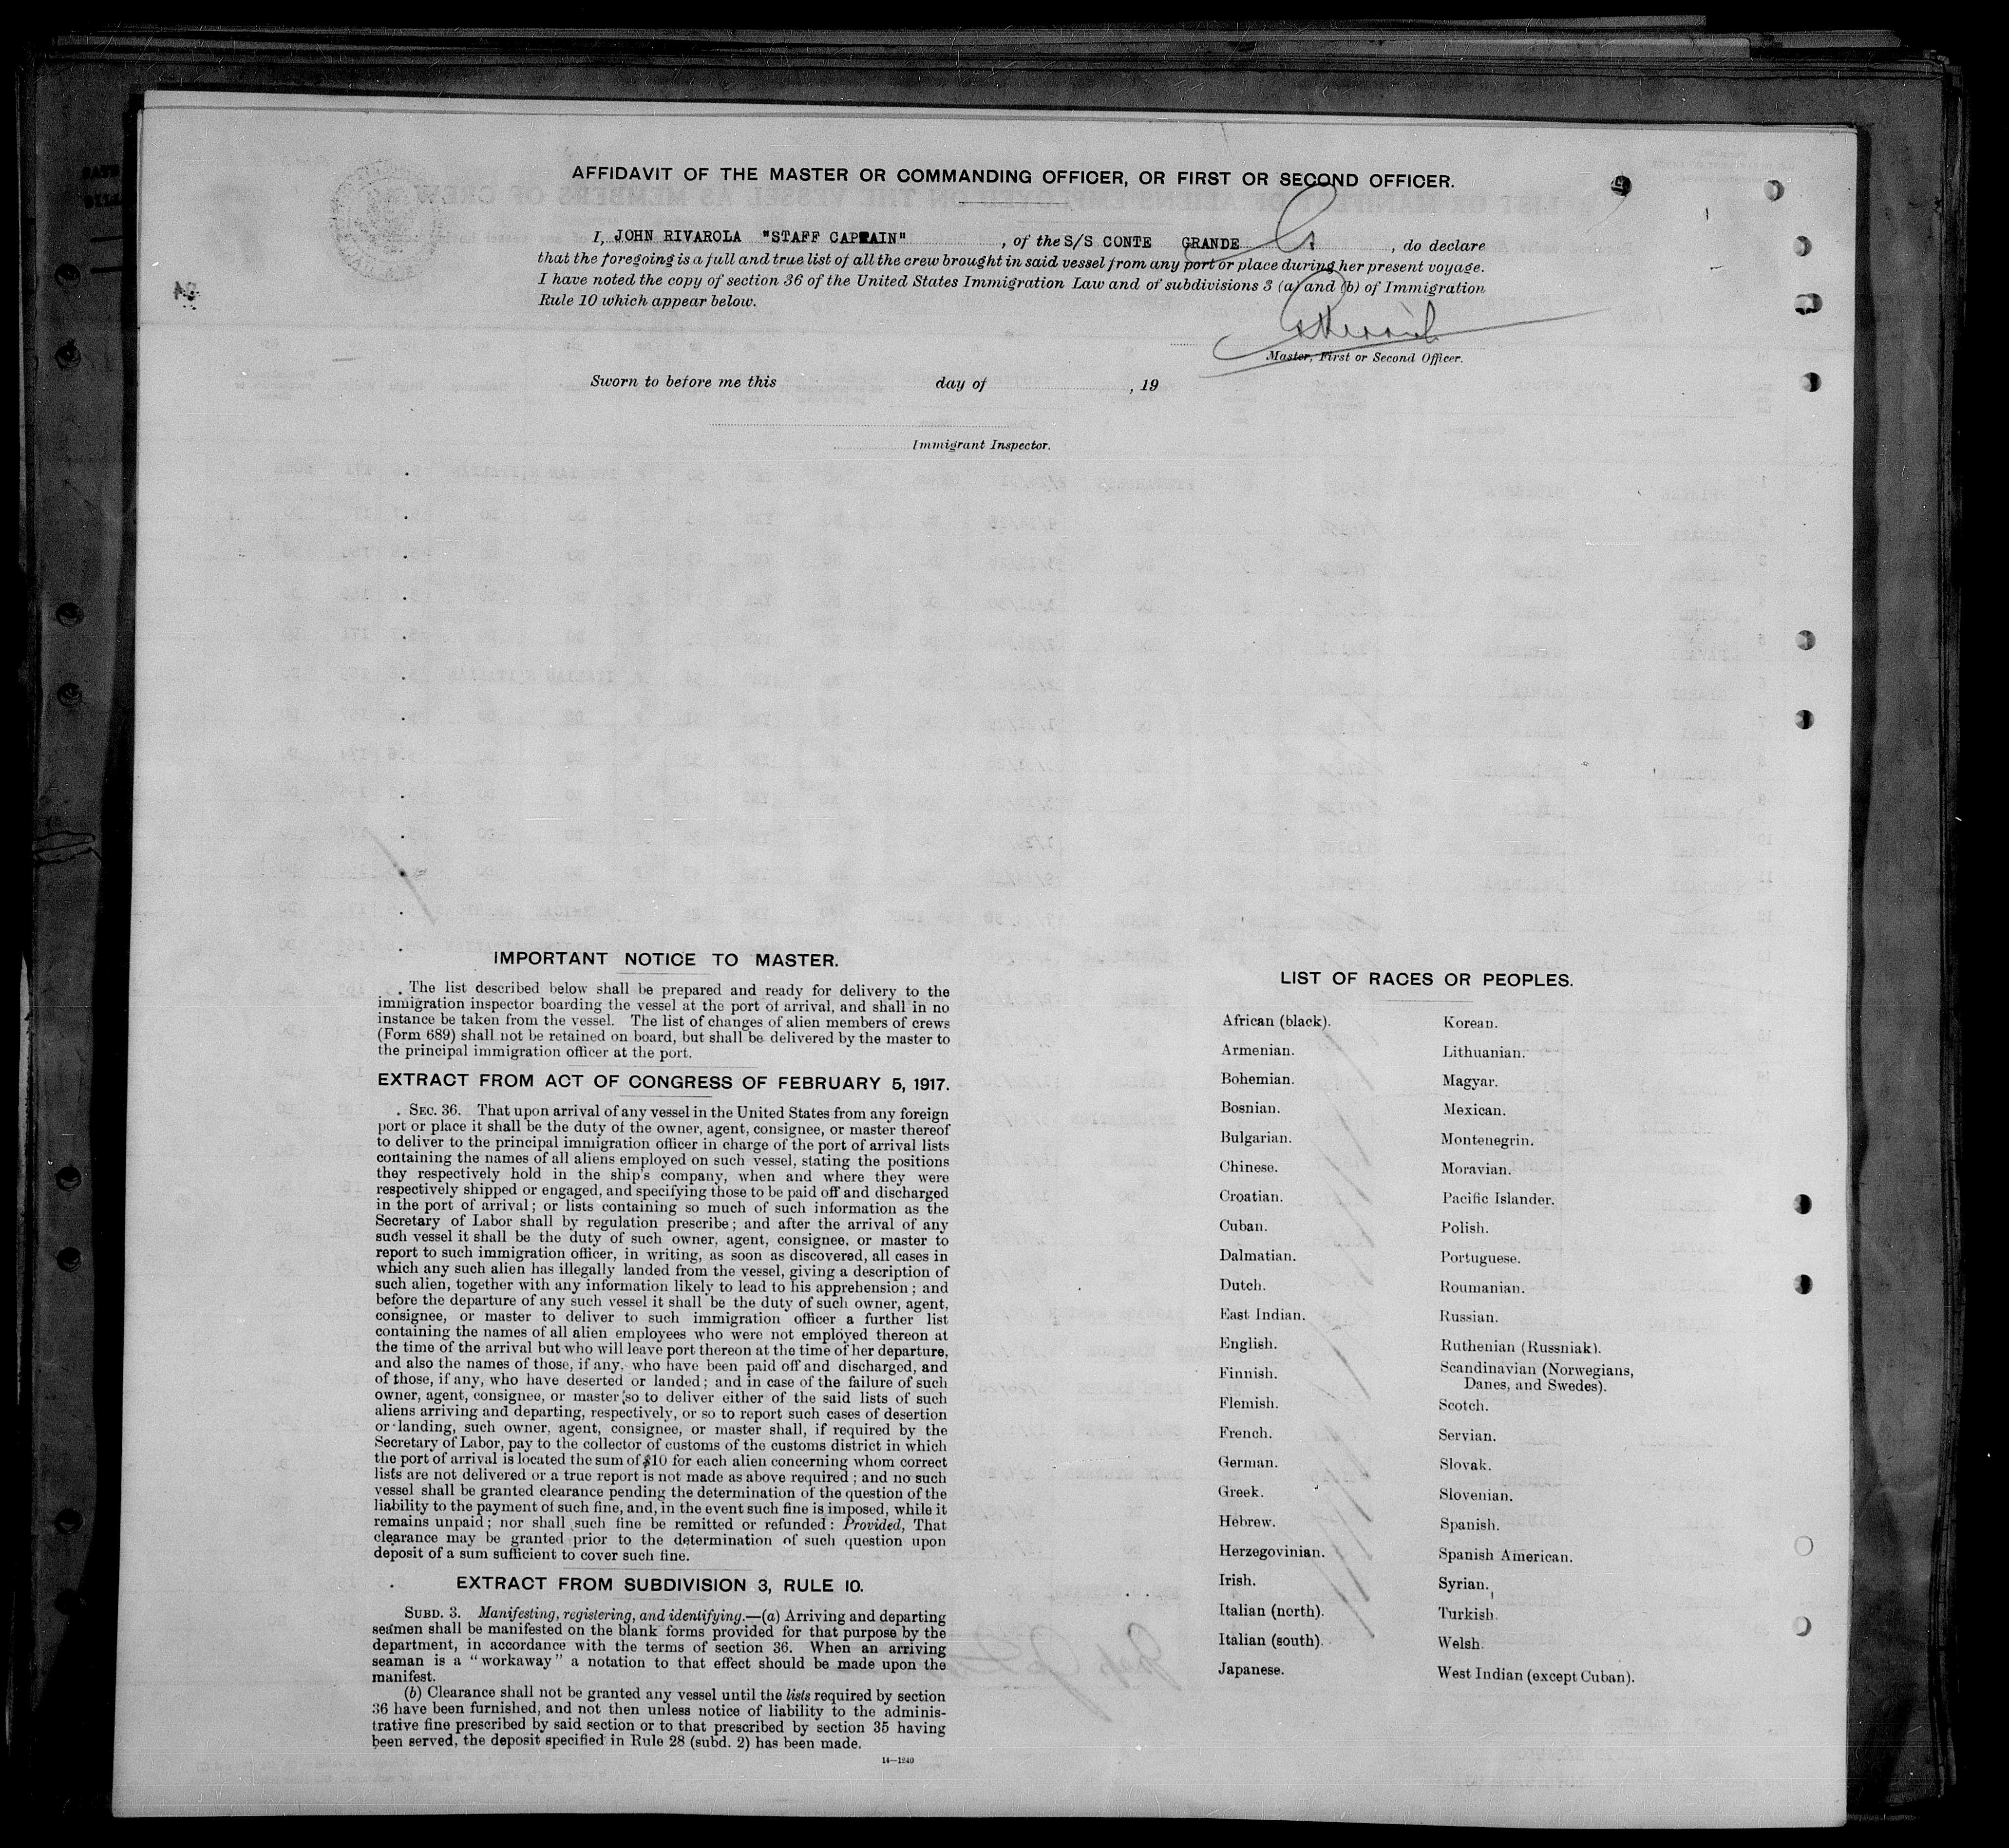 AFFIDAVIT OF THE MASTER OR COMMANDING OFFICER, OR FIRST OR SECOND OFFICER.
I, JOHN RIVAROLA "STAFF CAPTAIN", of the S/S CONTE GRANDE, do declare
that the foregoing is a full and true list of all the crew brought in said vessel from any port or place during her present voyage.
I have noted the copy of section 36 of the United States Immigration Law and of subdivisions 3 (a) and (b) of Immigration
Rule 10 which appear below.
Master, First or Second Officer.
Sworn to before me this day of , 19
Immigrant Inspector.
IMPORTANT NOTICE TO MASTER.
The list described below shall be prepared and ready for delivery to the
immigration inspector boarding the vessel at the port of arrival, and shall in no
instance be taken from the vessel. The list of changes of alien members of crews
(Form 689) shall not be retained on board, but shall be delivered by the master to
the principal immigration officer at the port.
EXTRACT FROM ACT OF CONGRESS OF FEBRUARY 5, 1917.
SEC. 36. That upon arrival of any vessel in the United States from any foreign
port or place it shall be the duty of the owner, agent, consignee, or master thereof
to deliver to the principal immigration officer in charge of the port of arrival lists
containing the names of all aliens employed on such vessel, stating the positions
they respectively hold in the ship's company, when and where they were
respectively shipped or engaged, and specifying those to be paid off and discharged
in the port of arrival; or lists containing so much of such information as the
Secretary of Labor shall by regulation prescribe; and after the arrival of any
such vessel it shall be the duty of such owner, agent, consignee, or master to
report to such immigration officer, in writing, as soon as discovered, all cases in
which any such alien has illegally landed from the vessel, giving a description of
such alien, together with any information likely to lead to his apprehension; and
before the departure of any such vessel it shall be the duty of such owner, agent,
consignee, or master to deliver to such immigration officer a further list
containing the names of all alien employees who were not employed thereon at
the time of the arrival but who will leave port thereon at the time of her departure,
and also the names of those, if any, who have been paid off and discharged, and
of those, if any, who have deserted or landed; and in case of the failure of such
owner, agent, consignee, or master so to deliver either of the said lists of such
aliens arriving and departing, respectively, or so to report such cases of desertion
or landing, such owner, agent, consignee, or master shall, if required by the
Secretary of Labor, pay to the collector of customs of the customs district in which
the port of arrival is located the sum of $10 for each alien concerning whom correct
lists are not delivered or a true report is not made as above required; and no such
vessel shall be granted clearance pending the determination of the question of the
liability to the payment of such fine, and, in the event such fine is imposed, while it
remains unpaid; nor shall such fine be remitted or refunded: Provided, That
clearance may be granted prior to the determination of such question upon
deposit of a sum sufficient to cover such fine.
EXTRACT FROM SUBDIVISION 3, RULE 10.
SUBD. 3. Manifesting, registering, and identifying.—(a) Arriving and departing
seamen shall be manifested on the blank forms provided for that purpose by the
department, in accordance with the terms of section 36. When an arriving
seaman is a "workaway" a notation to that effect should be made upon the
manifest.
(b) Clearance shall not be granted any vessel until the lists required by section
36 have been furnished, and not then unless notice of liability to the adminis-
trative fine prescribed by said section or to that prescribed by section 35 having
been served, the deposit specified in Rule 28 (subd. 2) has been made.
14—1240
LIST OF RACES OR PEOPLES.
African (black).
Armenian.
Bohemian.
Bosnian.
Bulgarian.
Chinese.
Croatian.
Cuban.
Dalmatian.
Dutch.
East Indian.
English.
Finnish.
Flemish.
French.
German.
Greek.
Hebrew.
Herzegovinian.
Irish.
Italian (north).
Italian (south).
Japanese.
Korean.
Lithuanian.
Magyar.
Mexican.
Montenegrin.
Moravian.
Pacific Islander.
Polish.
Portuguese.
Roumanian.
Russian.
Ruthenian (Russniak).
Scandinavian (Norwegians,
Danes, and Swedes).
Scotch.
Servian.
Slovak.
Slovenian.
Spanish.
Spanish American.
Syrian.
Turkish.
Welsh.
West Indian (except Cuban).